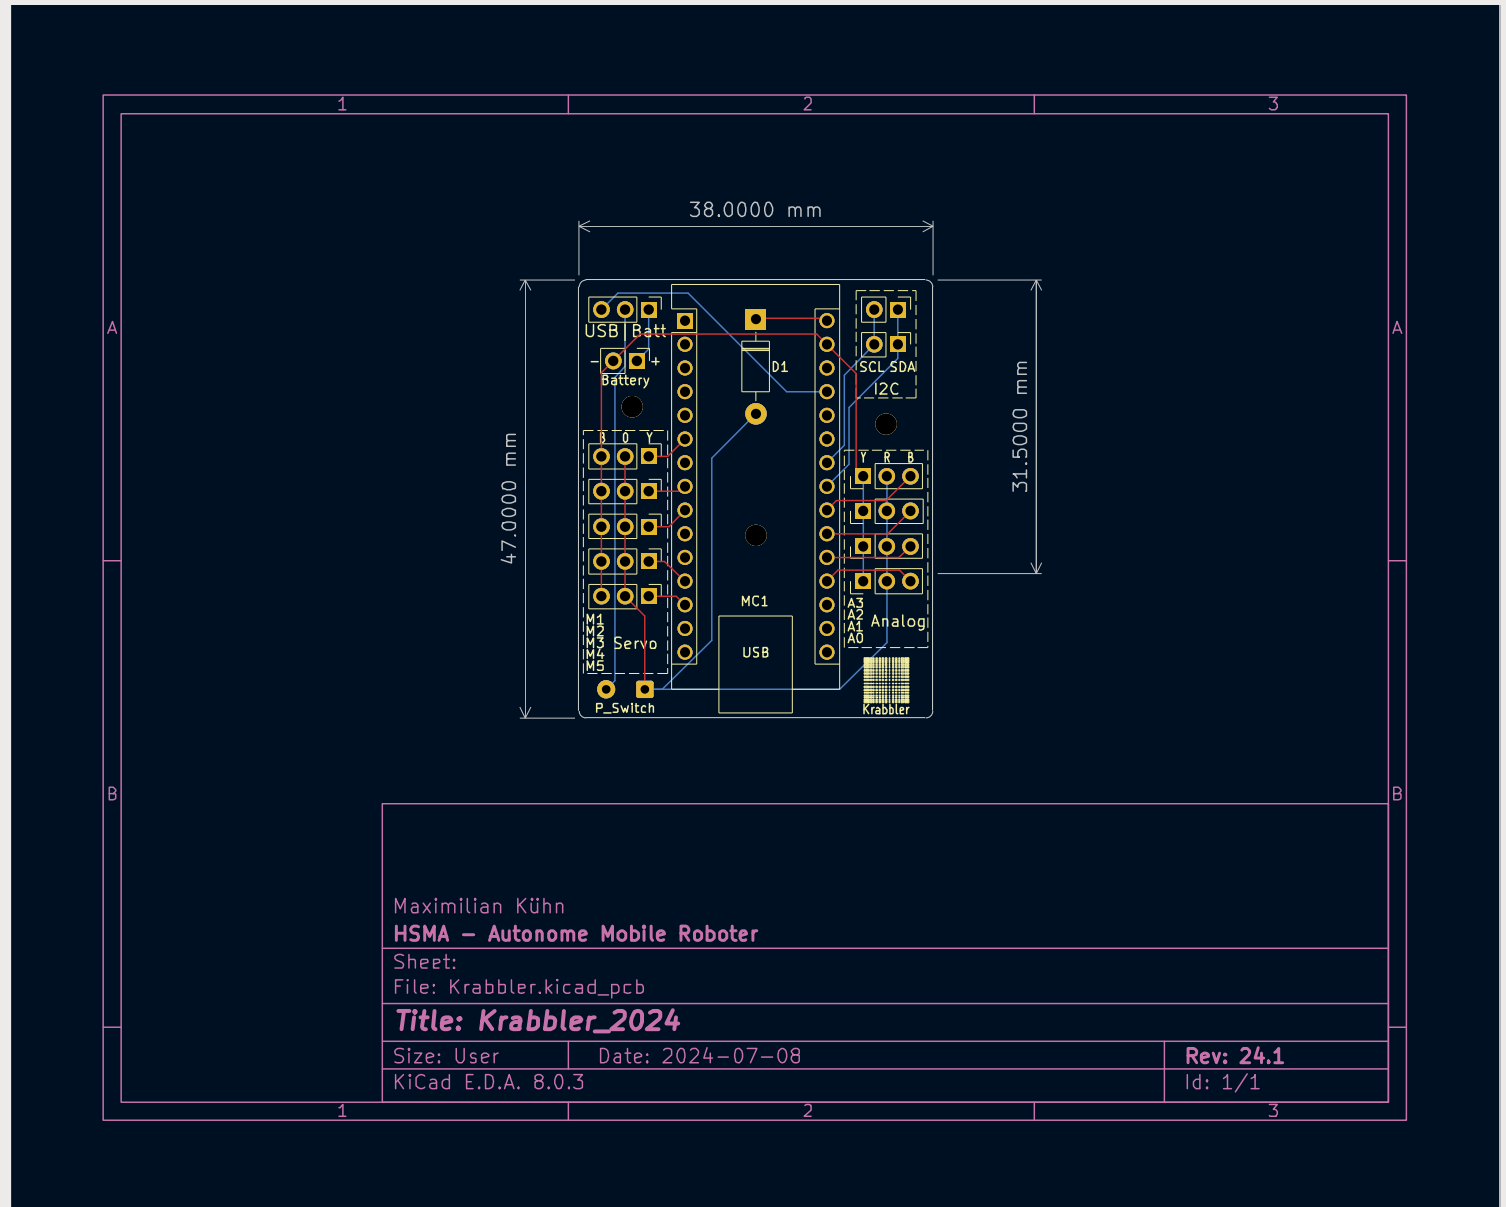 1 2 3
38.0000 mm
USB|Batt
A A
- +
D1
SCL SDA
Battery
I2C
31.5000 mm
B O Y
Y R B
47.0000 mm
MC1
A3
A2
A1
A0
Analog
M1
M2
M3
M4
M5
Servo
USB
P_Switch
Krabbler
B B
Maximilian Kühn
HSMA – Autonome Mobile Roboter
Sheet:
File: Krabbler.kicad_pcb
Title: Krabbler_2024
Size: User Date: 2024-07-08 Rev: 24.1
KiCad E.D.A. 8.0.3 Id: 1/1
1 2 3